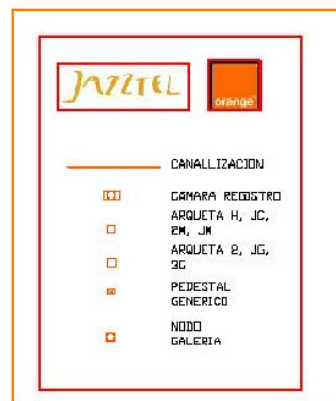 JAZZTEL
orange
CANALLIZACION
CAMARA REGISTRO
ARQUETA H, JC,
2M, JM
ARQUETA 2, JG,
3G
PEDESTAL
GENERICO
NODO
GALERIA